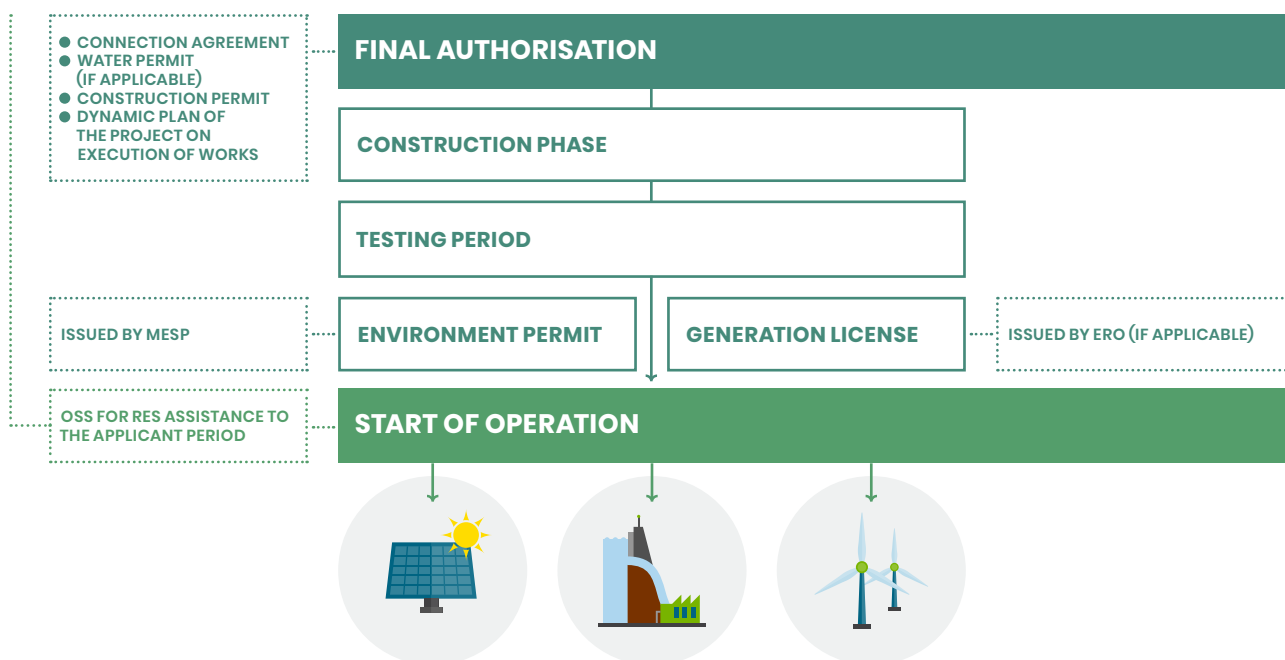 CONNECTION AGREEMENT
WATER PERMIT
(IF APPLICABLE)
CONSTRUCTION PERMIT
DYNAMIC PLAN OF
THE PROJECT ON
EXECUTION OF WORKS
FINAL AUTHORISATION
CONSTRUCTION PHASE
TESTING PERIOD
ISSUED BY MESP
ENVIRONMENT PERMIT
GENERATION LICENSE
ISSUED BY ERO (IF APPLICABLE)
OSS FOR RES ASSISTANCE TO
THE APPLICANT PERIOD
START OF OPERATION